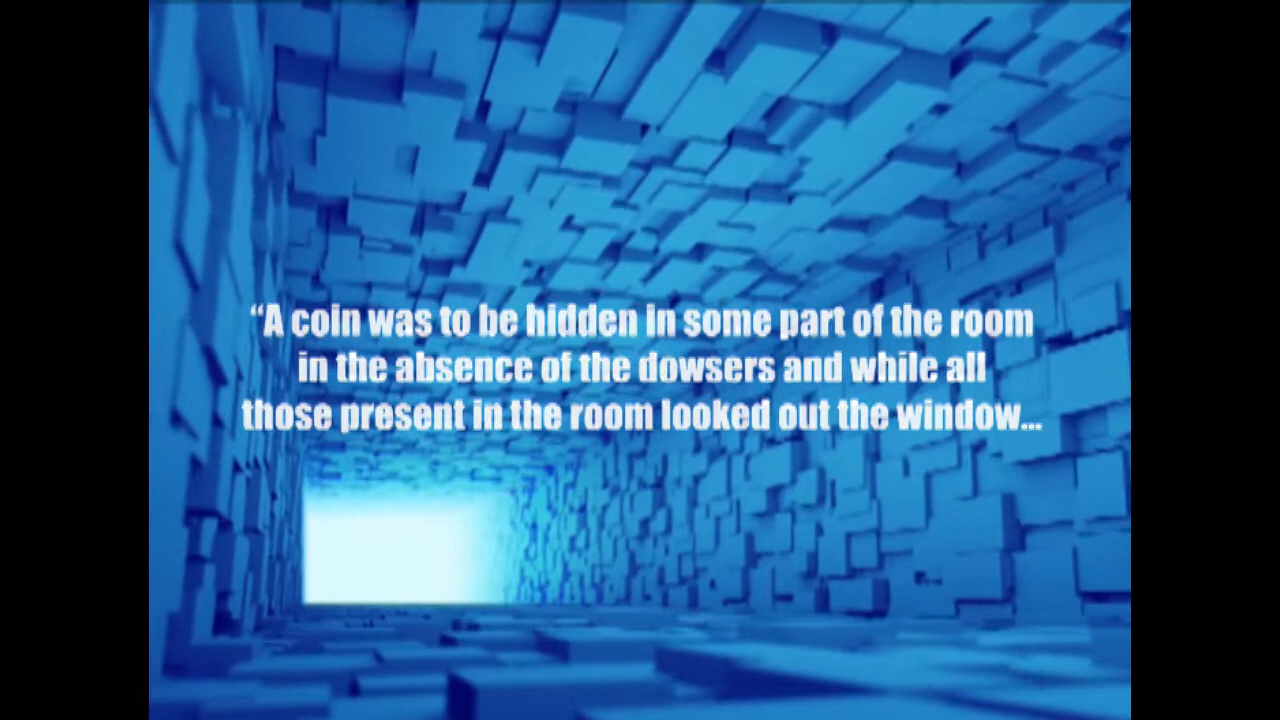 “A coin was to be hidden in some part of the room
in the absence of the dowsers and while all
those present in the room looked out the window...